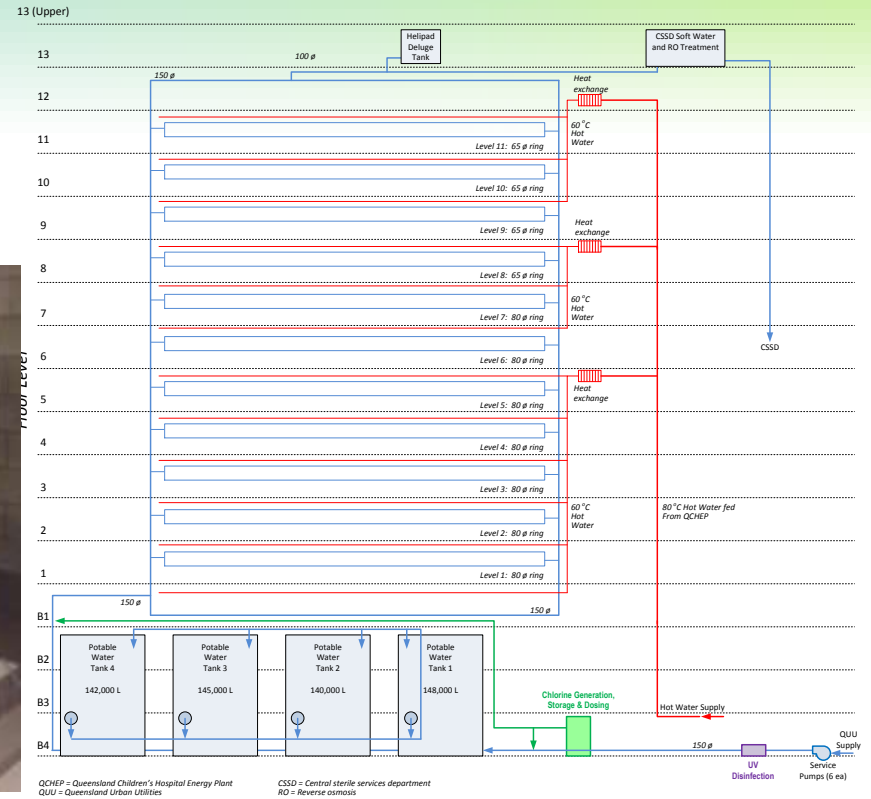 13 (Upper)
13
12
11
10
9
8
7
6
5
4
3
2
1
B1
B2
B3
B4
Floor Level
Helipad
Deluge
Tank
CSSD Soft Water
and RO Treatment
100 ø
150 ø
Heat
exchange
60 °C
Hot
Water
Level 11: 65 ø ring
Level 10: 65 ø ring
Level 9: 65 ø ring
Heat
exchange
Level 8: 65 ø ring
60 °C
Hot
Water
Level 7: 80 ø ring
Level 6: 80 ø ring
CSSD
Heat
exchange
Level 5: 80 ø ring
Level 4: 80 ø ring
Level 3: 80 ø ring
60 °C
Hot
Water
80 °C Hot Water fed
From QCHEP
Level 2: 80 ø ring
Level 1: 80 ø ring
150 ø
150 ø
Potable
Water
Tank 4
142,000 L
Potable
Water
Tank 3
145,000 L
Potable
Water
Tank 2
140,000 L
Potable
Water
Tank 1
148,000 L
Chlorine Generation,
Storage & Dosing
Hot Water Supply
150 ø
QUU
Supply
UV
Disinfection
Service
Pumps (6 ea)
QCHEP = Queensland Children's Hospital Energy Plant
QUU = Queensland Urban Utilities
CSSD = Central sterile services department
RO = Reverse osmosis